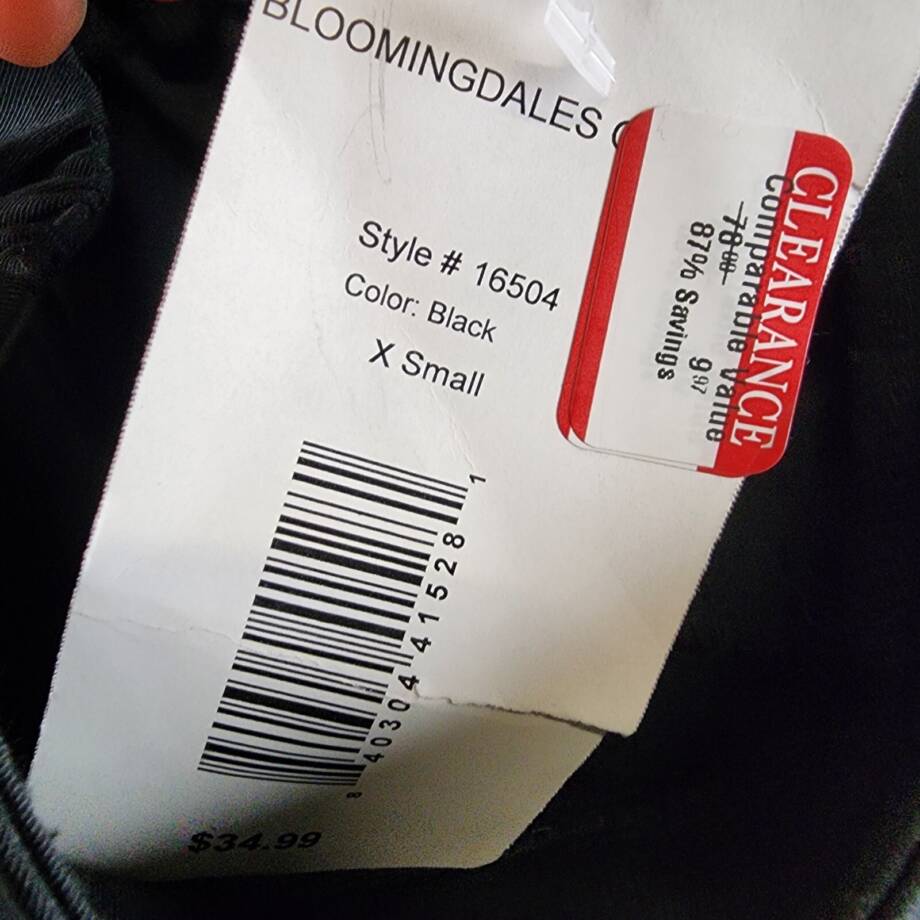 BLOOMINGDALES
Style # 16504
Color: Black
X Small
8 40304 41528 1
$34.99
CLEARANCE
Comparable Value
78.00 9.97
87% Savings